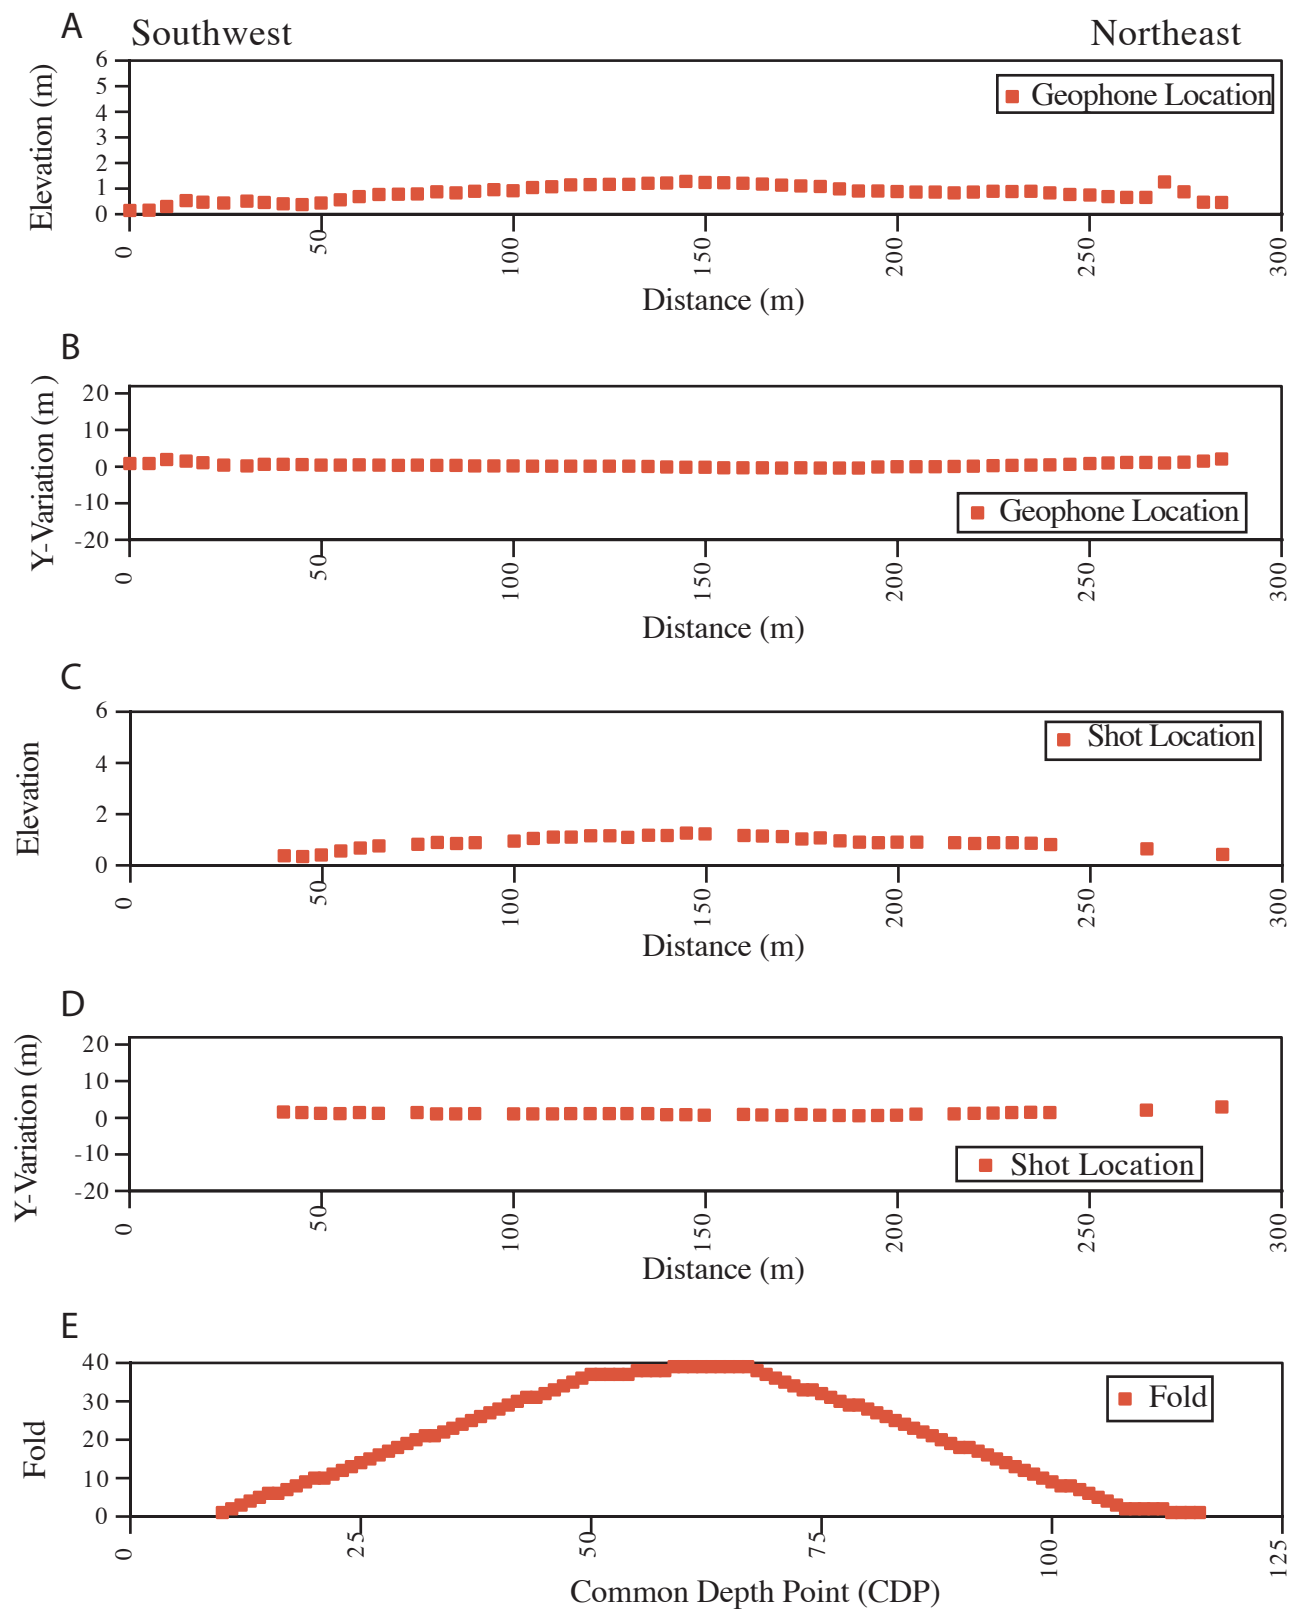 A
Southwest Northeast
Elevation (m)
6
5
4
3
2
1
0
Geophone Location
0 50 100 150 200 250 300
Distance (m)
B
Y-Variation (m )
20
10
0
-10
-20
Geophone Location
0 50 100 150 200 250 300
Distance (m)
C
Elevation
6
4
2
0
Shot Location
0 50 100 150 200 250 300
Distance (m)
D
Y-Variation (m)
20
10
0
-10
-20
Shot Location
0 50 100 150 200 250 300
Distance (m)
E
Fold
40
30
20
10
0
Fold
0 25 50 75 100 125
Common Depth Point (CDP)